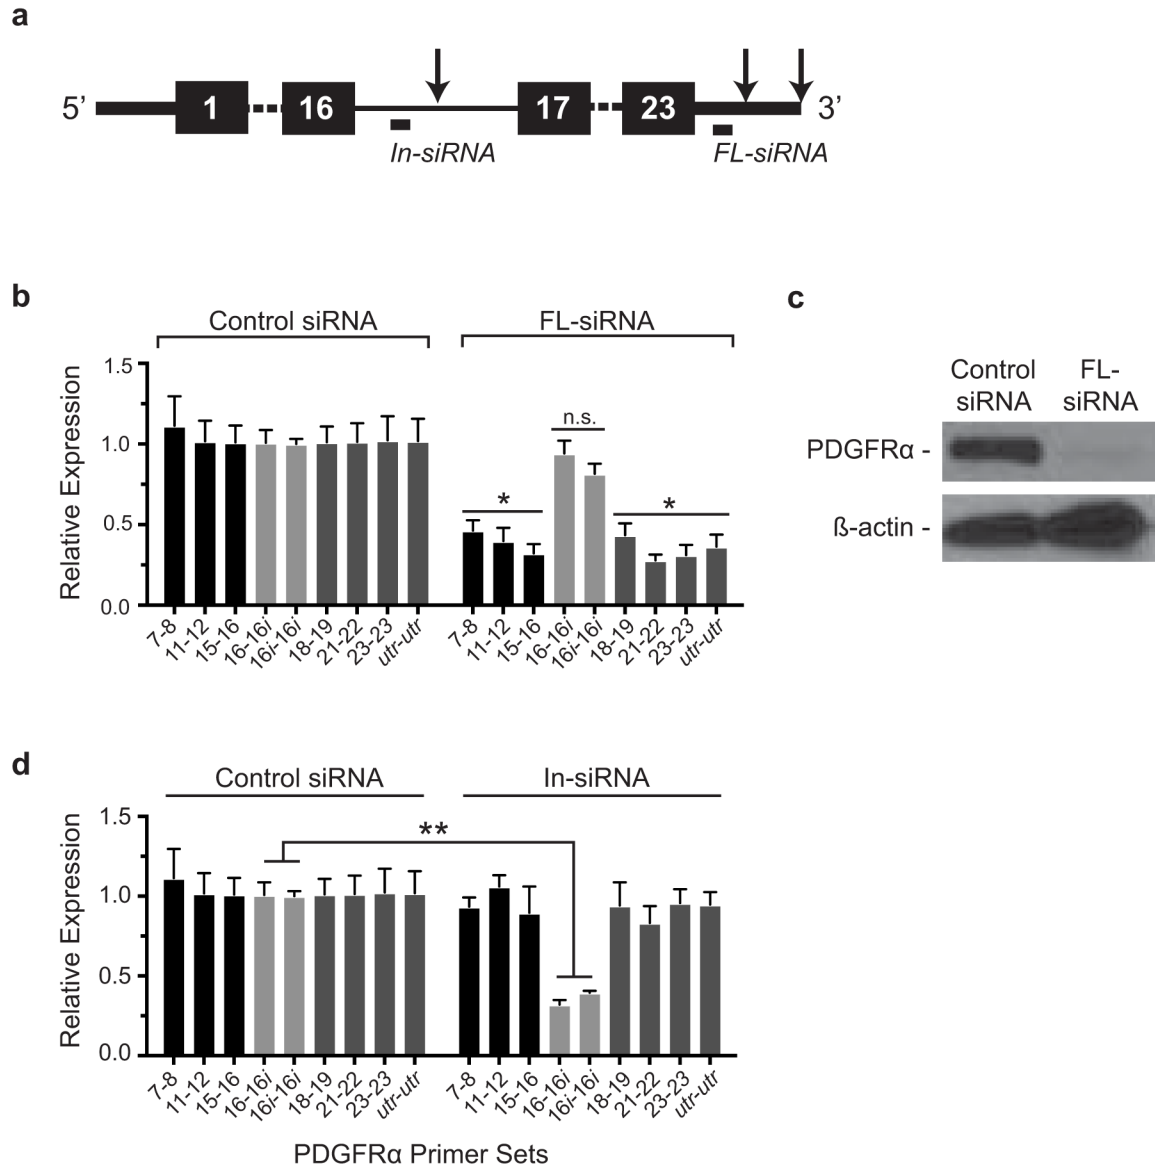 a
5’ 1 16 17 23 3’
In-siRNA FL-siRNA
b
Control siRNA FL-siRNA
Relative Expression
1.5
1.0
0.5
0.0
n.s.
* *
7-8 11-12 15-16 16-16i 16i-16i 18-19 21-22 23-23 utr-utr 7-8 11-12 15-16 16-16i 16i-16i 18-19 21-22 23-23 utr-utr
c
Control FL-
siRNA siRNA
PDGFRα -
ß-actin -
d
Control siRNA In-siRNA
Relative Expression
1.5
1.0
0.5
0.0
**
7-8 11-12 15-16 16-16i 16i-16i 18-19 21-22 23-23 utr-utr 7-8 11-12 15-16 16-16i 16i-16i 18-19 21-22 23-23 utr-utr
PDGFRα Primer Sets